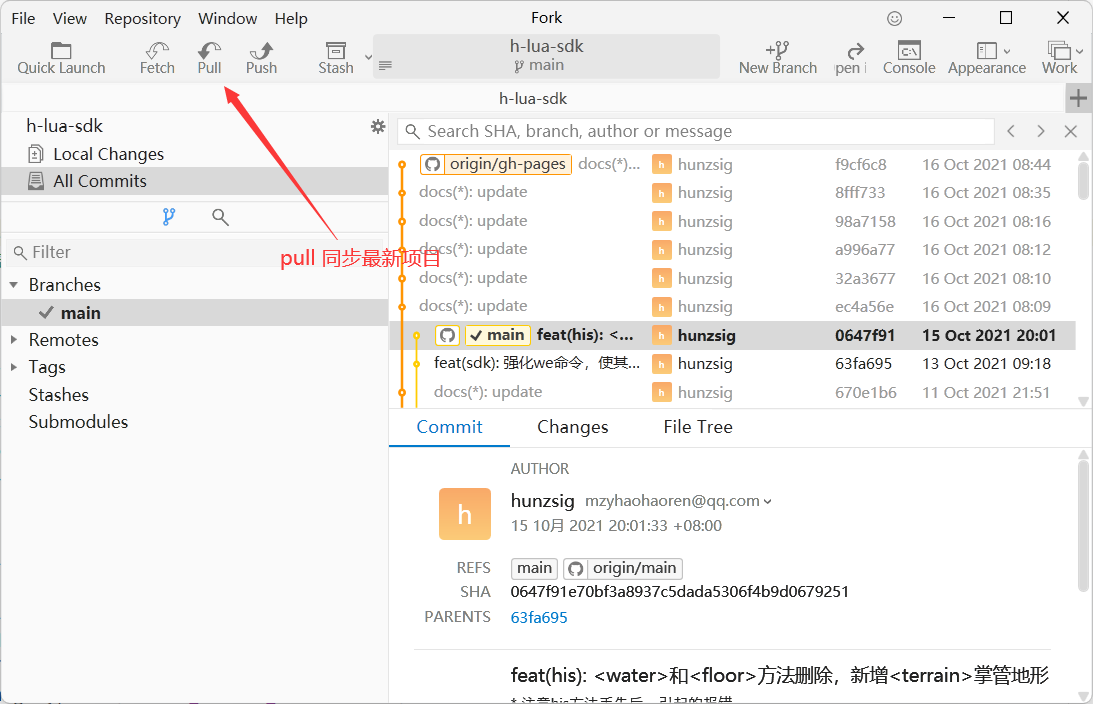 File View Repository Window Help
Fork
Quick Launch Fetch Pull Push Stash
h-lua-sdk
main
New Branch pen i Console Appearance Work
h-lua-sdk
h-lua-sdk
Local Changes
All Commits
Filter
Branches
main
Remotes
Tags
Stashes
Submodules
pull 同步最新项目
Search SHA, branch, author or message
origin/gh-pages docs(*)... h hunzsig f9cf6c8 16 Oct 2021 08:44
docs(*): update h hunzsig 8fff733 16 Oct 2021 08:35
docs(*): update h hunzsig 98a7158 16 Oct 2021 08:16
docs(*): update h hunzsig a996a77 16 Oct 2021 08:12
docs(*): update h hunzsig 32a3677 16 Oct 2021 08:10
docs(*): update h hunzsig ec4a56e 16 Oct 2021 08:09
main feat(his): <... h hunzsig 0647f91 15 Oct 2021 20:01
feat(sdk): 强化we命令，使其... h hunzsig 63fa695 13 Oct 2021 09:18
docs(*): update h hunzsig 670e1b6 11 Oct 2021 21:51
Commit Changes File Tree
AUTHOR
h
hunzsig mzyhaohaoren@qq.com
15 10月 2021 20:01:33 +08:00
REFS main origin/main
SHA 0647f91e70bf3a8937c5dada5306f4b9d0679251
PARENTS 63fa695
feat(his): <water>和<floor>方法删除，新增<terrain>掌管地形